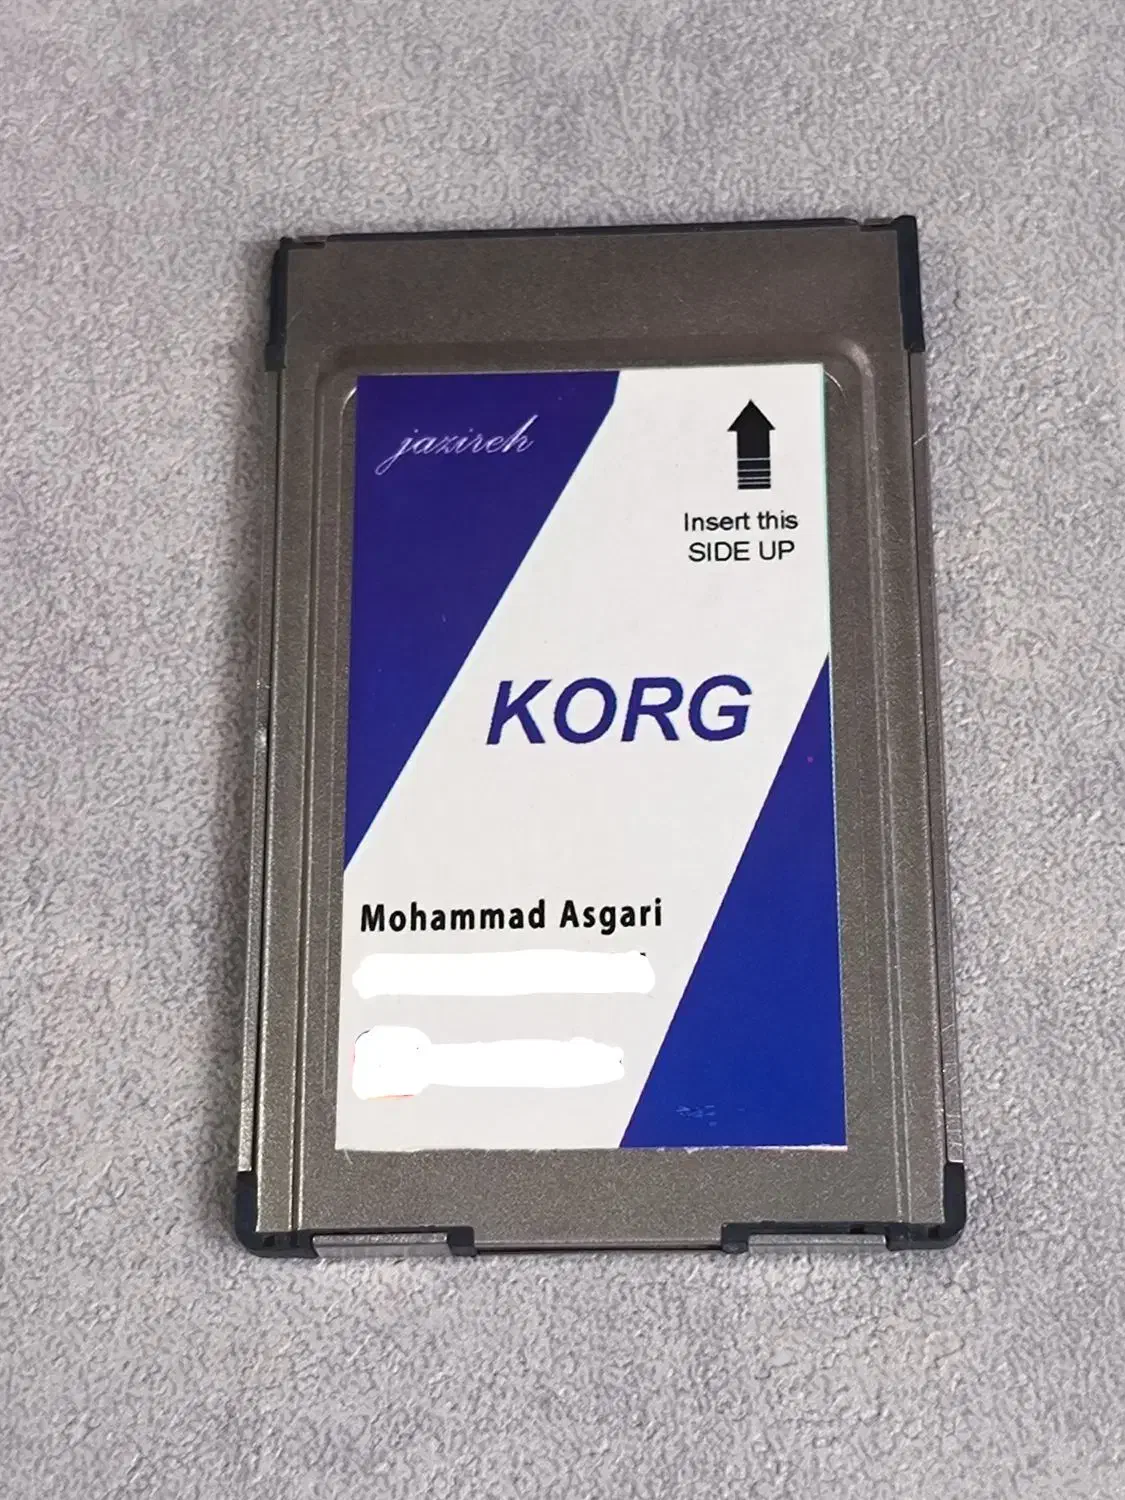 jazireh
Insert this
SIDE UP
KORG
Mohammad Asgari